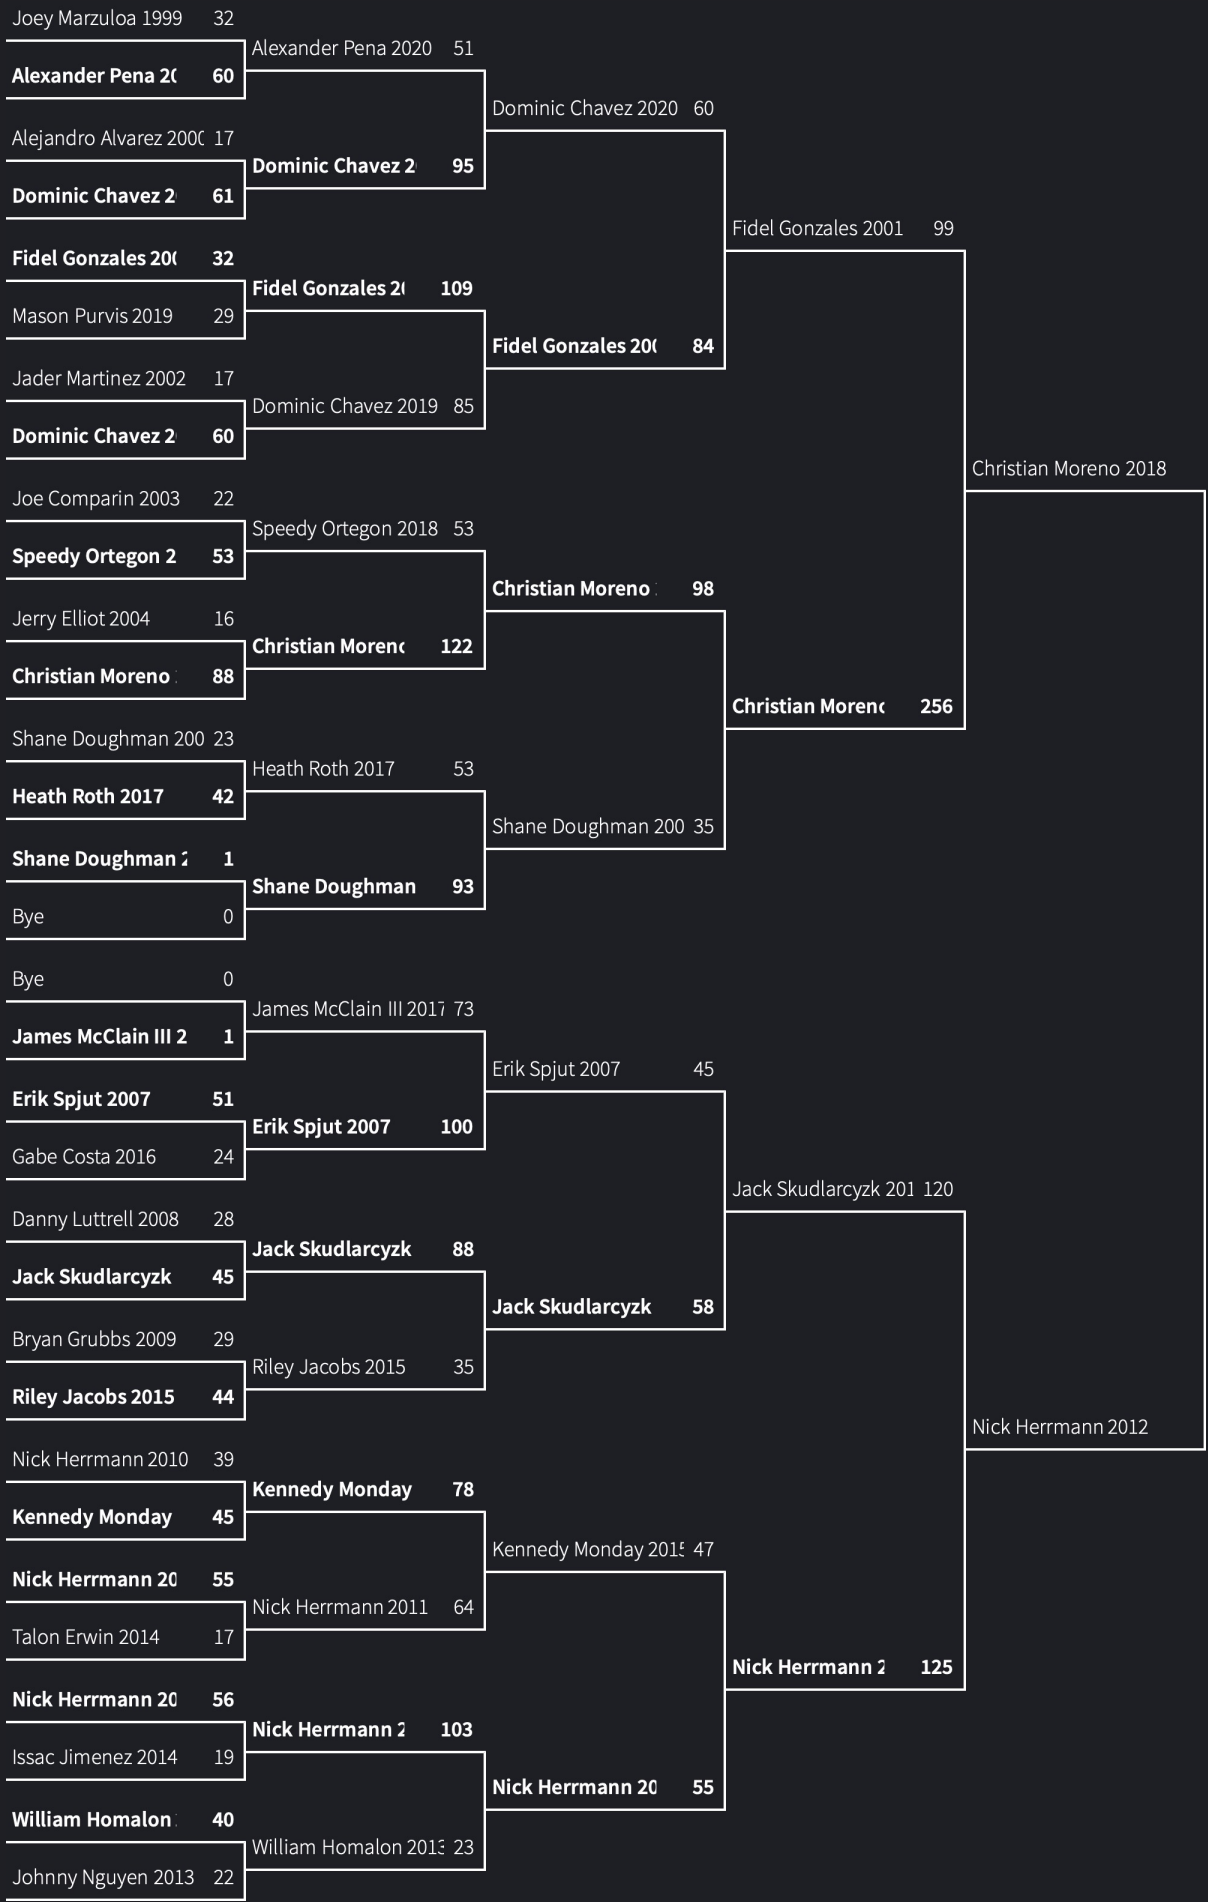 Joey Marzuloa 1999 32
Alexander Pena 20 60
Alejandro Alvarez 2000 17
Dominic Chavez 2 61
Fidel Gonzales 200 32
Mason Purvis 2019 29
Jader Martinez 2002 17
Dominic Chavez 2 60
Joe Comparin 2003 22
Speedy Ortegon 2 53
Jerry Elliot 2004 16
Christian Moreno 88
Shane Doughman 200 23
Heath Roth 2017 42
Shane Doughman 2 1
Bye 0
Bye 0
James McClain III 2 1
Erik Spjut 2007 51
Gabe Costa 2016 24
Danny Luttrell 2008 28
Jack Skudlarcyzk 45
Bryan Grubbs 2009 29
Riley Jacobs 2015 44
Nick Herrmann 2010 39
Kennedy Monday 45
Nick Herrmann 20 55
Talon Erwin 2014 17
Nick Herrmann 20 56
Issac Jimenez 2014 19
William Homalon 40
Johnny Nguyen 2013 22
Alexander Pena 2020 51
Dominic Chavez 2 95
Fidel Gonzales 20 109
Dominic Chavez 2019 85
Speedy Ortegon 2018 53
Christian Moreno 122
Heath Roth 2017 53
Shane Doughman 93
James McClain III 2017 73
Erik Spjut 2007 100
Jack Skudlarcyzk 88
Riley Jacobs 2015 35
Kennedy Monday 78
Nick Herrmann 2011 64
Nick Herrmann 2 103
William Homalon 2013 23
Dominic Chavez 2020 60
Fidel Gonzales 200 84
Christian Moreno 98
Shane Doughman 200 35
Erik Spjut 2007 45
Jack Skudlarcyzk 58
Kennedy Monday 2015 47
Nick Herrmann 20 55
Fidel Gonzales 2001 99
Christian Moreno 256
Jack Skudlarcyzk 201 120
Nick Herrmann 2 125
Christian Moreno 2018
Nick Herrmann 2012